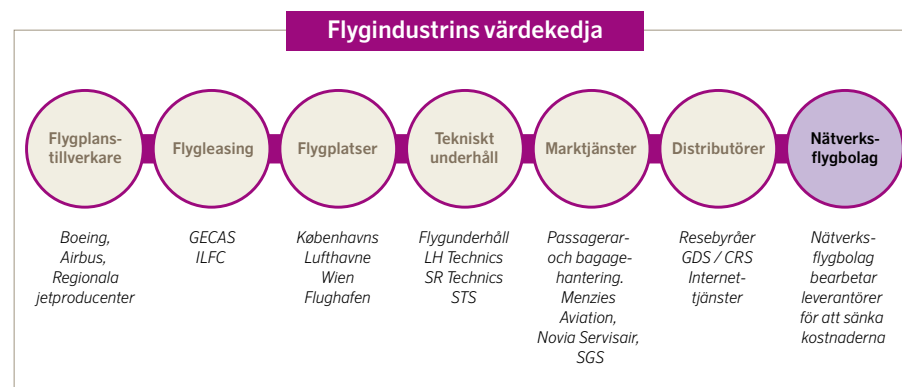 Flygindustrins värdekedja
Flygplans-
tillverkare
Flygleasing
Flygplatser
Tekniskt
underhåll
Marktjänster
Distributörer
Nätverks-
flygbolag
Boeing,
Airbus,
Regionala
jetproducenter
GECAS
ILFC
Københavns
Lufthavne
Wien
Flughafen
Flygunderhåll
LH Technics
SR Technics
STS
Passagerar-
och bagage-
hantering.
Menzies
Aviation,
Novia Servisair,
SGS
Resebyråer
GDS / CRS
Internet-
tjänster
Nätverks-
flygbolag
bearbetar
leverantörer
för att sänka
kostnaderna